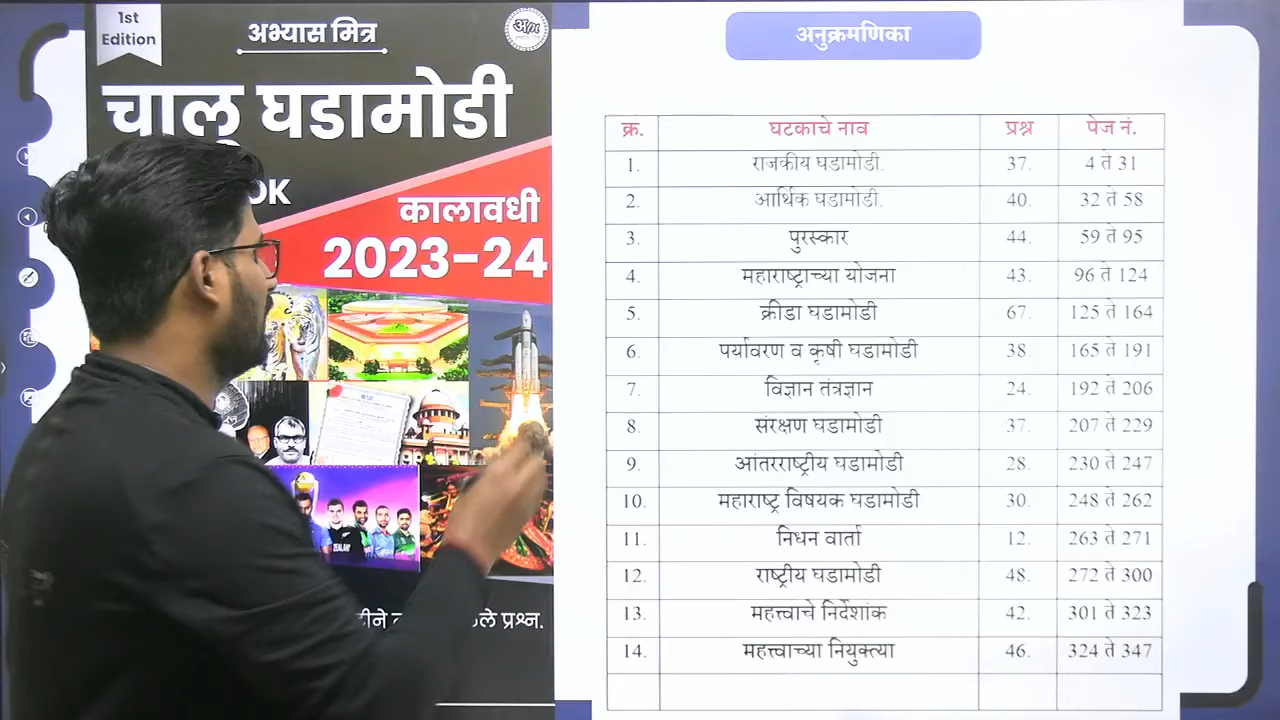 1st
Edition
अभ्यास मित्र
चालू घडामोडी
OK
कालावधी
2023-24
ले प्रश्न.
अनुक्रमणिका
क्र. घटकाचे नाव प्रश्न पेज नं.
1. राजकीय घडामोडी. 37. 4 ते 31
2. आर्थिक घडामोडी. 40. 32 ते 58
3. पुरस्कार 44. 59 ते 95
4. महाराष्ट्राच्या योजना 43. 96 ते 124
5. क्रीडा घडामोडी 67. 125 ते 164
6. पर्यावरण व कृषी घडामोडी 38. 165 ते 191
7. विज्ञान तंत्रज्ञान 24. 192 ते 206
8. संरक्षण घडामोडी 37. 207 ते 229
9. आंतरराष्ट्रीय घडामोडी 28. 230 ते 247
10. महाराष्ट्र विषयक घडामोडी 30. 248 ते 262
11. निधन वार्ता 12. 263 ते 271
12. राष्ट्रीय घडामोडी 48. 272 ते 300
13. महत्त्वाचे निर्देशांक 42. 301 ते 323
14. महत्त्वाच्या नियुक्त्या 46. 324 ते 347